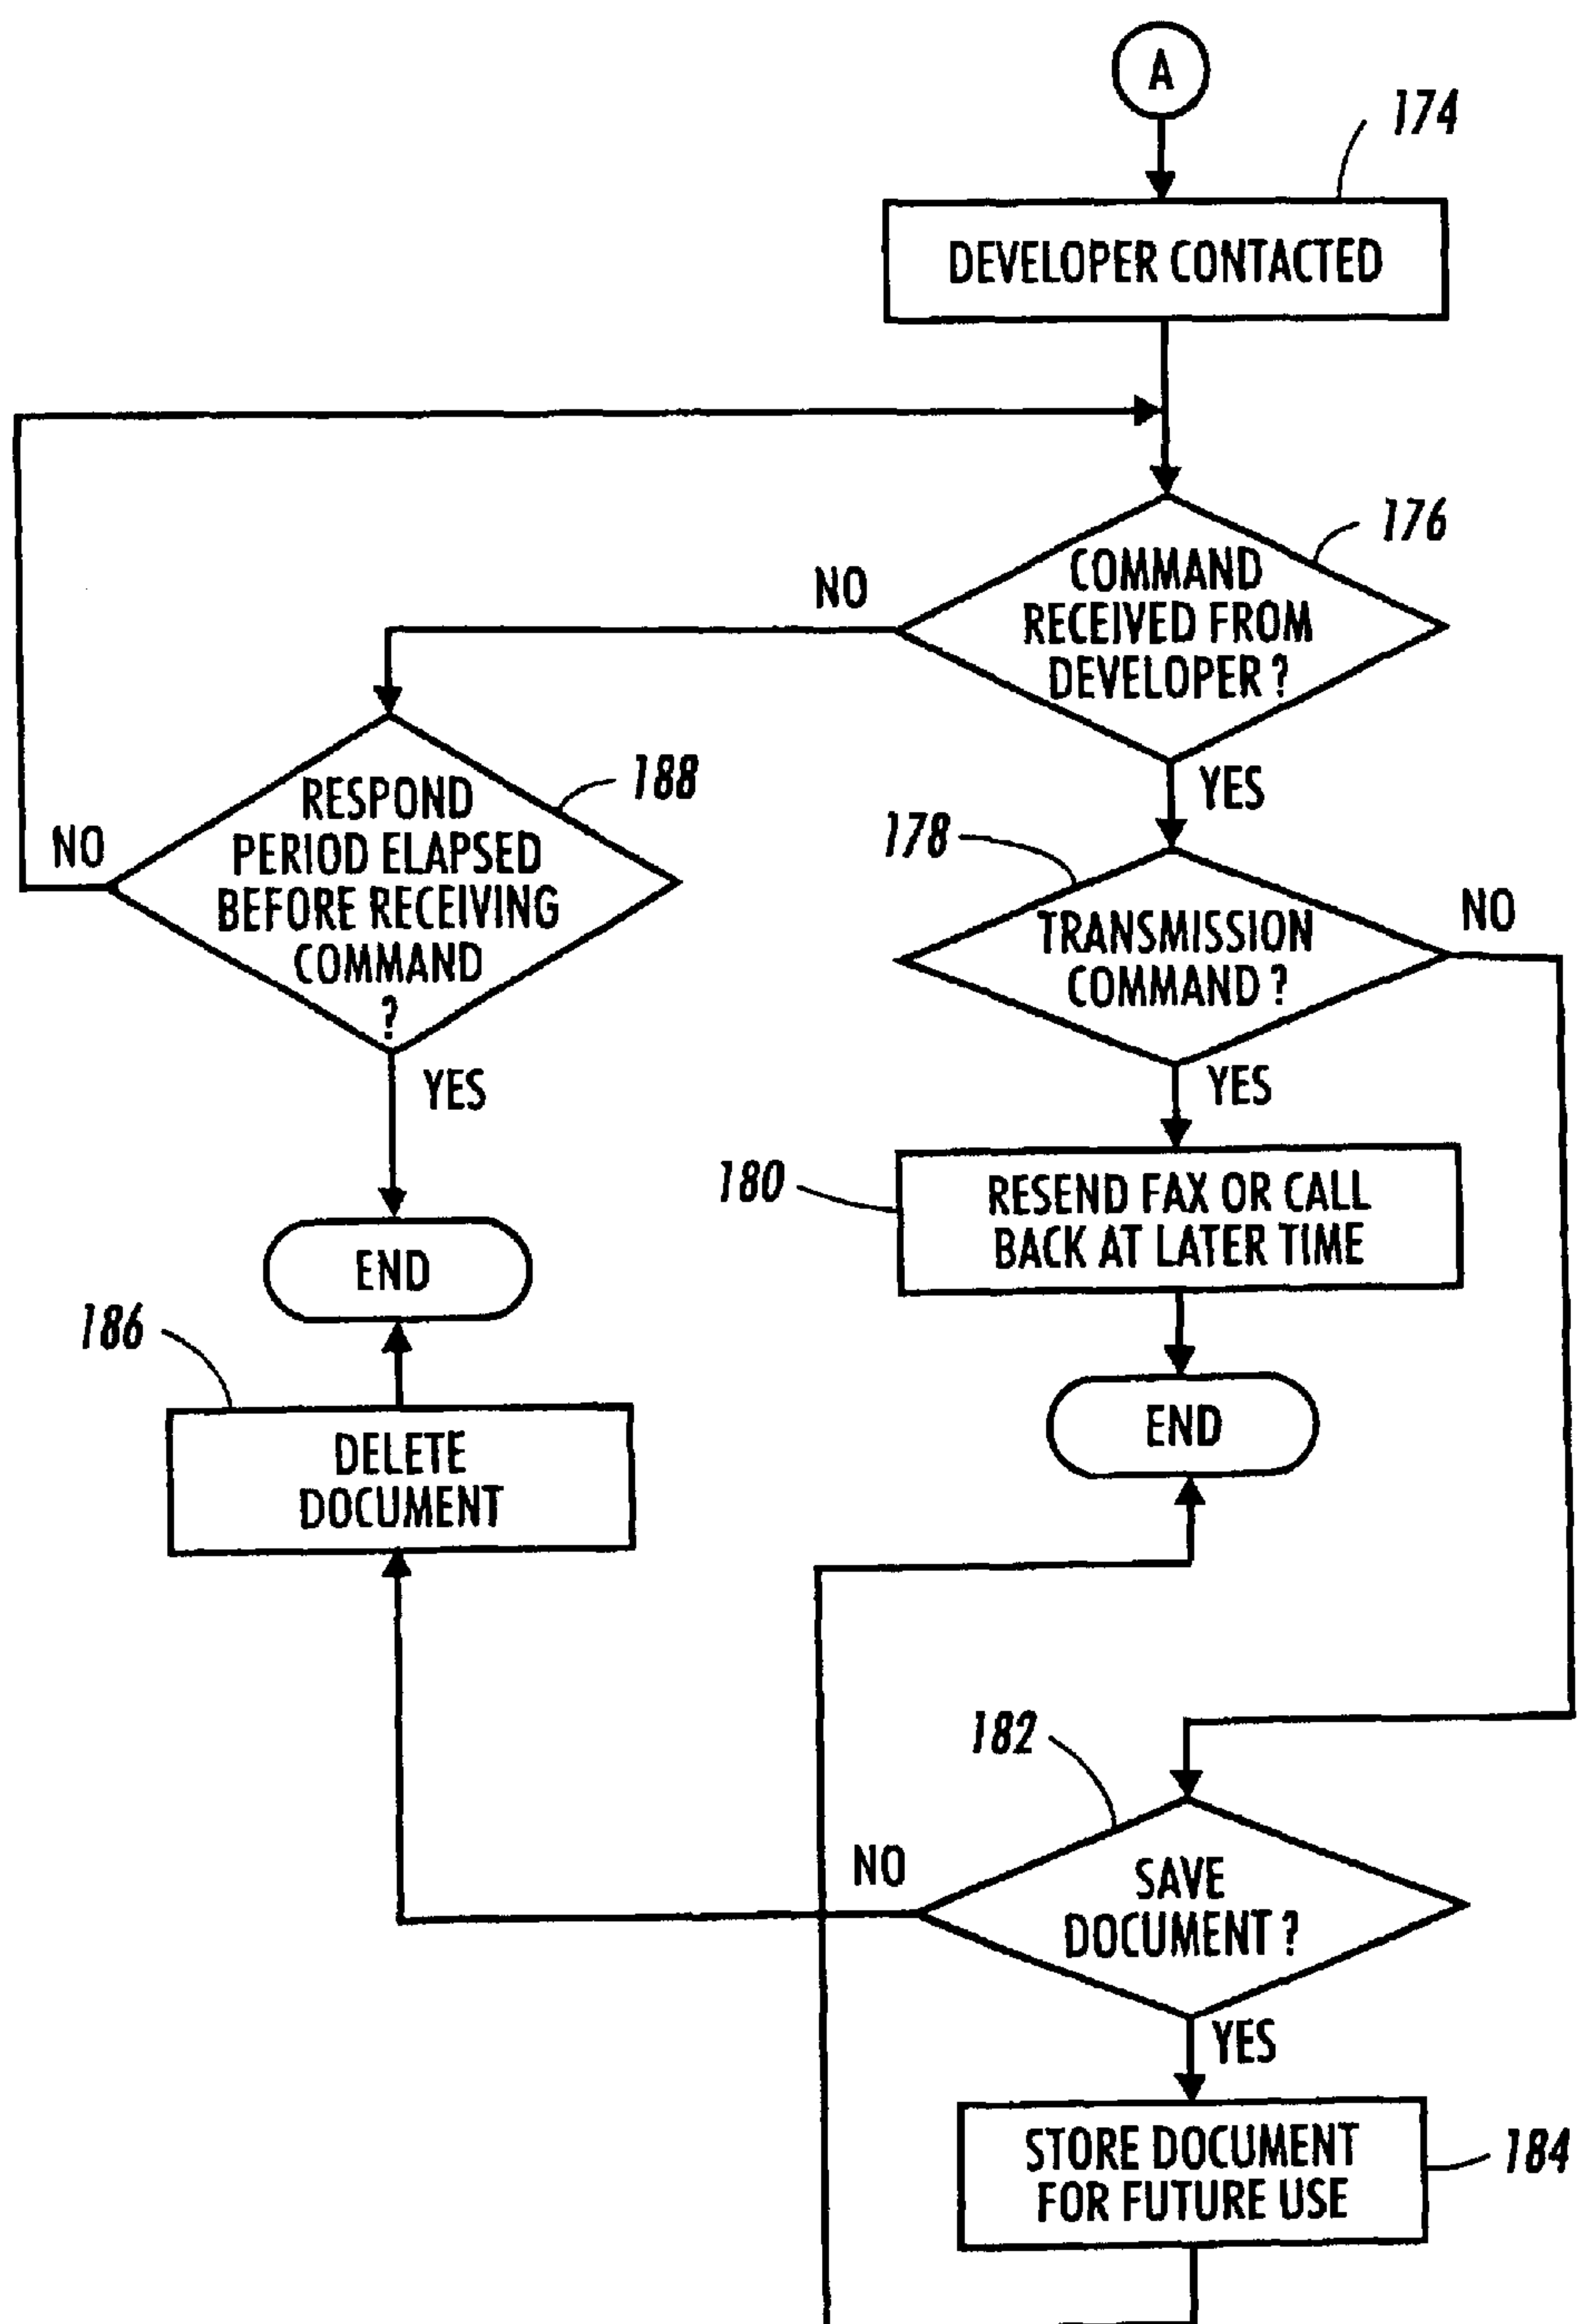 A
174
DEVELOPER CONTACTED
176
COMMAND
RECEIVED FROM
DEVELOPER ?
NO
YES
188
RESPOND
PERIOD ELAPSED
BEFORE RECEIVING
COMMAND
?
NO
YES
178
TRANSMISSION
COMMAND ?
NO
YES
180
RESEND FAX OR CALL
BACK AT LATER TIME
END
END
186
DELETE
DOCUMENT
182
SAVE
DOCUMENT ?
NO
YES
STORE DOCUMENT
FOR FUTURE USE
184